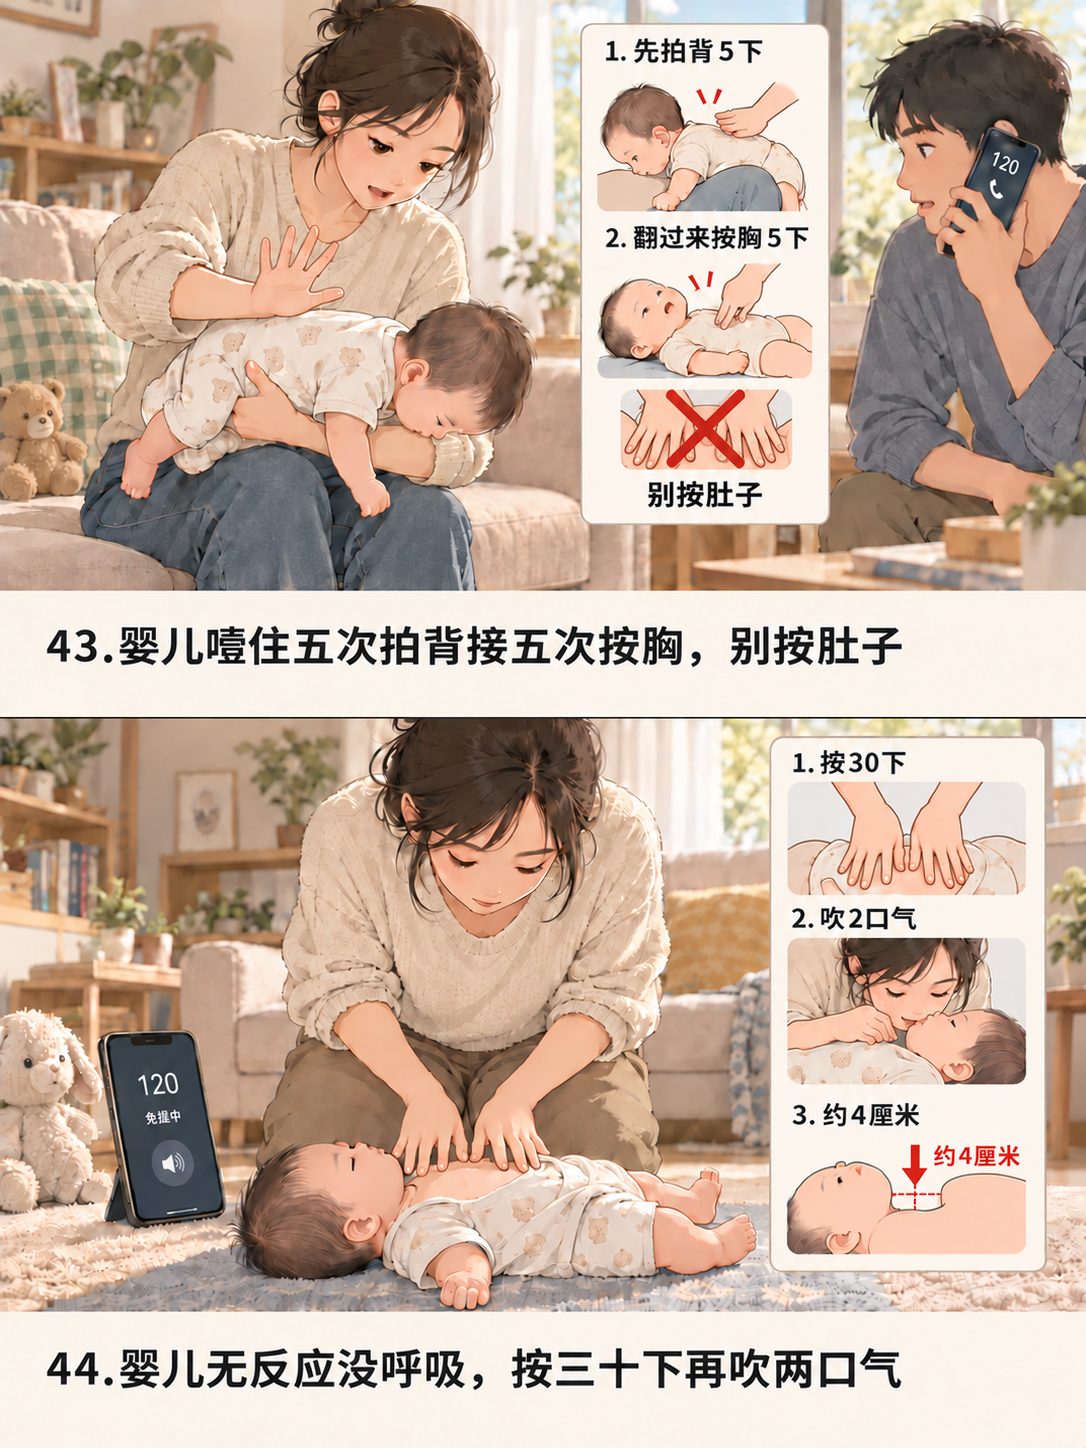 1. 先拍背5下
2. 翻过来按胸5下
别按肚子
120
43.婴儿噎住五次拍背接五次按胸，别按肚子
120
免提中
1. 按30下
2. 吹2口气
3. 约4厘米
约4厘米
44.婴儿无反应没呼吸，按三十下再吹两口气